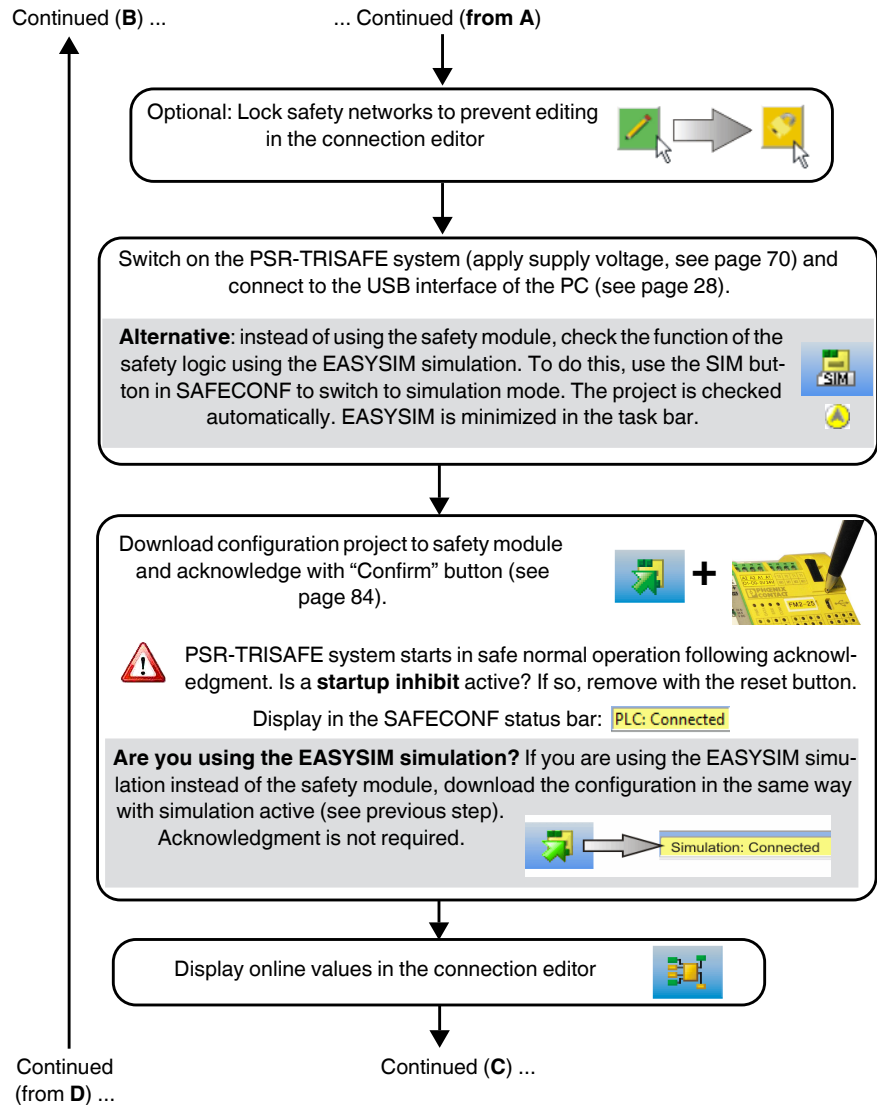 Continued (B) ...
... Continued (from A)
Optional: Lock safety networks to prevent editing
in the connection editor
Switch on the PSR-TRISAFE system (apply supply voltage, see page 70) and
connect to the USB interface of the PC (see page 28).
Alternative: instead of using the safety module, check the function of the
safety logic using the EASYSIM simulation. To do this, use the SIM but-
ton in SAFECONF to switch to simulation mode. The project is checked
automatically. EASYSIM is minimized in the task bar.
SIM
Download configuration project to safety module
and acknowledge with “Confirm” button (see
page 84).
+
PHOENIX
CONTACT
PSR-TRISAFE system starts in safe normal operation following acknowl-
edgment. Is a startup inhibit active? If so, remove with the reset button.
Display in the SAFECONF status bar: PLC: Connected
Are you using the EASYSIM simulation? If you are using the EASYSIM simu-
lation instead of the safety module, download the configuration in the same way
with simulation active (see previous step).
Acknowledgment is not required.
Simulation: Connected
Display online values in the connection editor
Continued
(from D) ...
Continued (C) ...